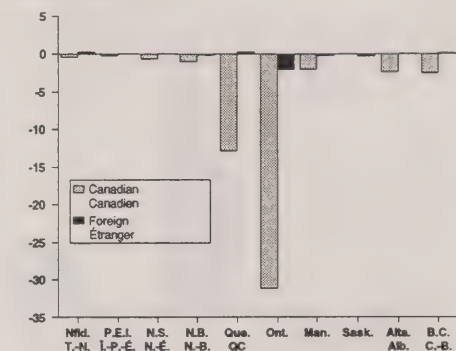 5
0
-5
-10
-15
-20
-25
-30
-35
Canadian
Canadien
Foreign
Étranger
Nfld. P.E.I. N.S. N.B. Que. Ont. Man. Sask. Alta. B.C.
T.-N. Î.-P.-É. N.-É. N.-B. QC Alb. C.-B.